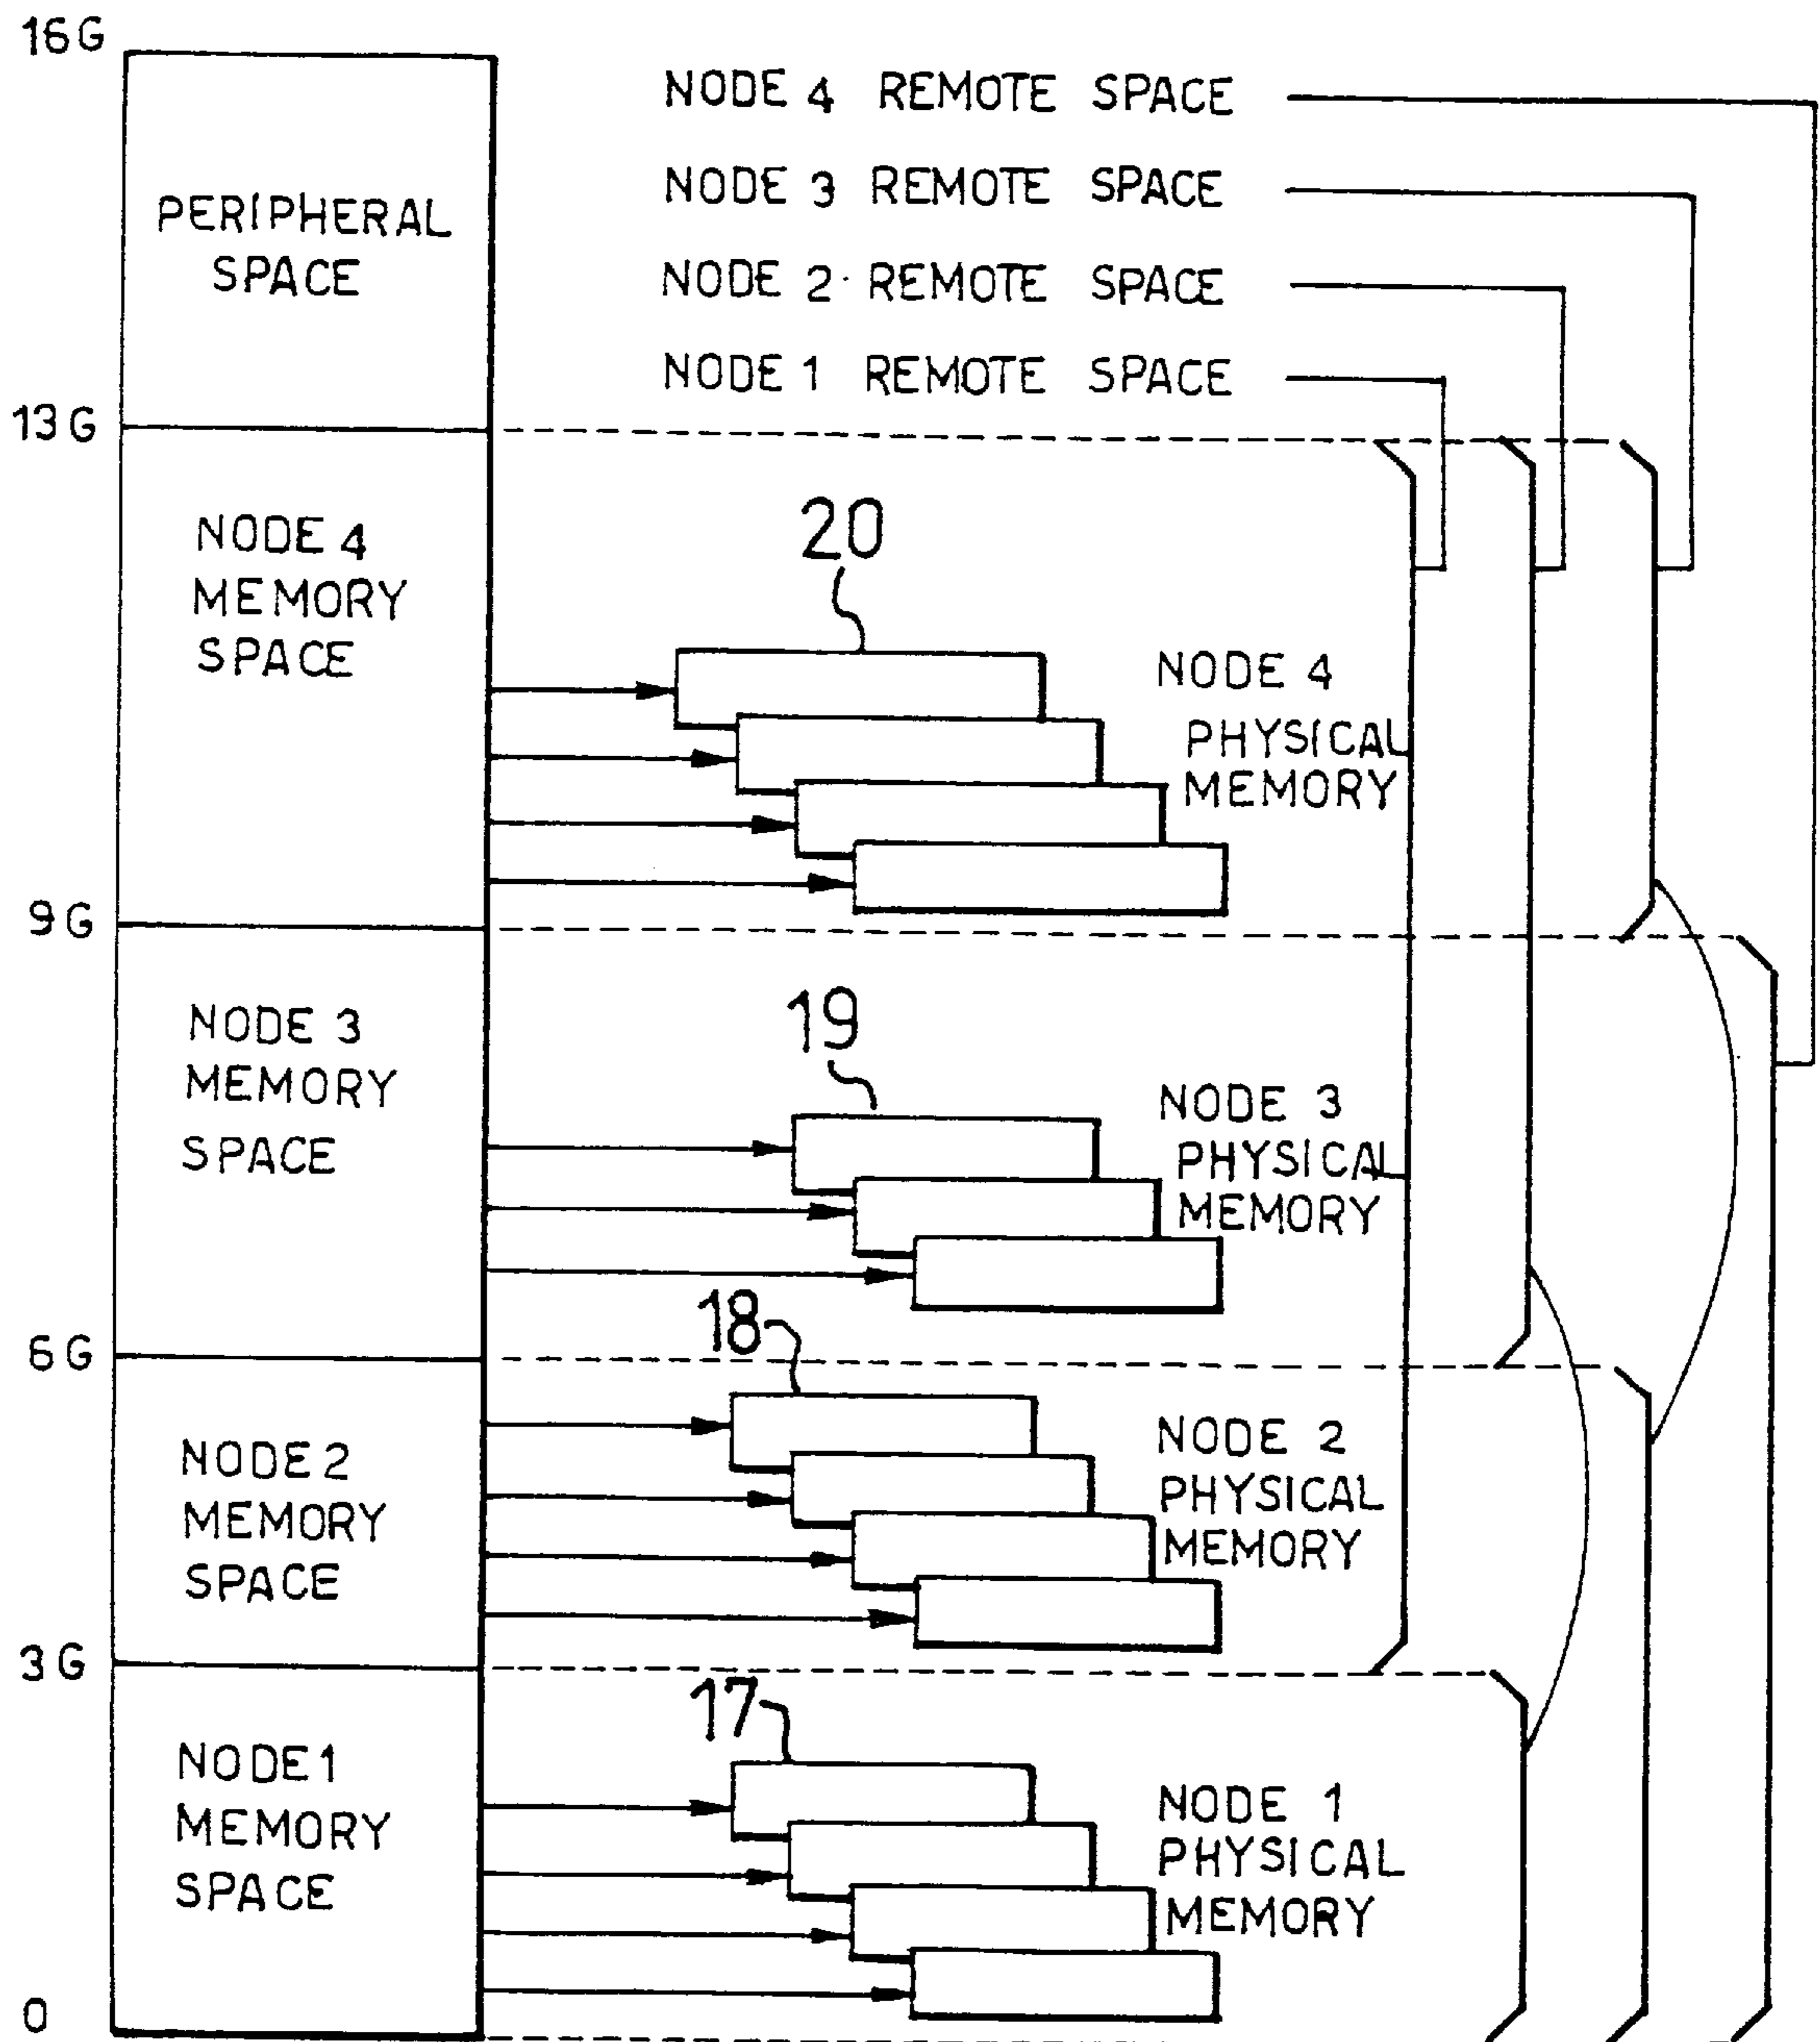 16G
NODE 4 REMOTE SPACE
NODE 3 REMOTE SPACE
PERIPHERAL
SPACE
NODE 2 REMOTE SPACE
NODE 1 REMOTE SPACE
13G
NODE 4
MEMORY
SPACE
20
NODE 4
PHYSICAL
MEMORY
9G
NODE 3
MEMORY
SPACE
19
NODE 3
PHYSICAL
MEMORY
18
6G
NODE 2
MEMORY
SPACE
NODE 2
PHYSICAL
MEMORY
3G
17
NODE 1
MEMORY
SPACE
NODE 1
PHYSICAL
MEMORY
0